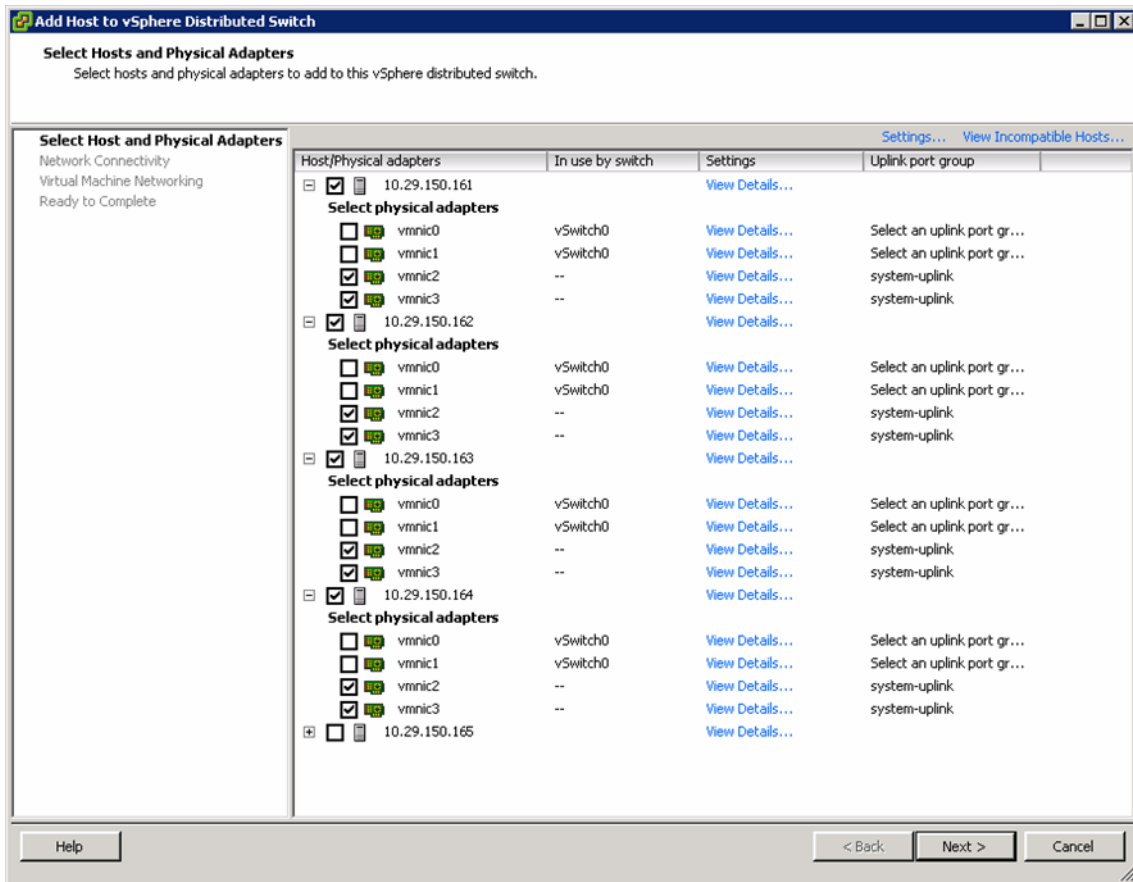 Add Host to vSphere Distributed Switch
Select Hosts and Physical Adapters
Select hosts and physical adapters to add to this vSphere distributed switch.
Select Host and Physical Adapters
Network Connectivity
Virtual Machine Networking
Ready to Complete
Settings... View Incompatible Hosts...
Host/Physical adapters In use by switch Settings Uplink port group
10.29.150.161 View Details...
Select physical adapters
vmnic0 vSwitch0 View Details... Select an uplink port gr...
vmnic1 vSwitch0 View Details... Select an uplink port gr...
vmnic2 -- View Details... system-uplink
vmnic3 -- View Details... system-uplink
10.29.150.162 View Details...
Select physical adapters
vmnic0 vSwitch0 View Details... Select an uplink port gr...
vmnic1 vSwitch0 View Details... Select an uplink port gr...
vmnic2 -- View Details... system-uplink
vmnic3 -- View Details... system-uplink
10.29.150.163 View Details...
Select physical adapters
vmnic0 vSwitch0 View Details... Select an uplink port gr...
vmnic1 vSwitch0 View Details... Select an uplink port gr...
vmnic2 -- View Details... system-uplink
vmnic3 -- View Details... system-uplink
10.29.150.164 View Details...
Select physical adapters
vmnic0 vSwitch0 View Details... Select an uplink port gr...
vmnic1 vSwitch0 View Details... Select an uplink port gr...
vmnic2 -- View Details... system-uplink
vmnic3 -- View Details... system-uplink
10.29.150.165 View Details...
Help < Back Next > Cancel